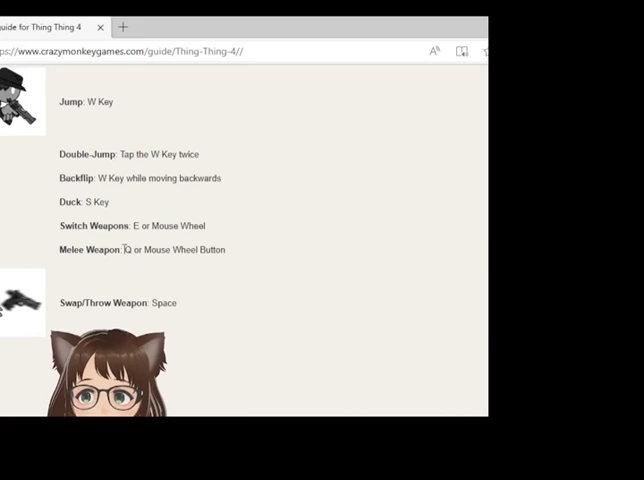 guide for Thing Thing 4
ps://www.crazymonkeygames.com/guide/Thing-Thing-4//
Jump: W Key
Double-Jump: Tap the W Key twice
Backflip: W Key while moving backwards
Duck: S Key
Switch Weapons: E or Mouse Wheel
Melee Weapon: Q or Mouse Wheel Button
Swap/Throw Weapon: Space